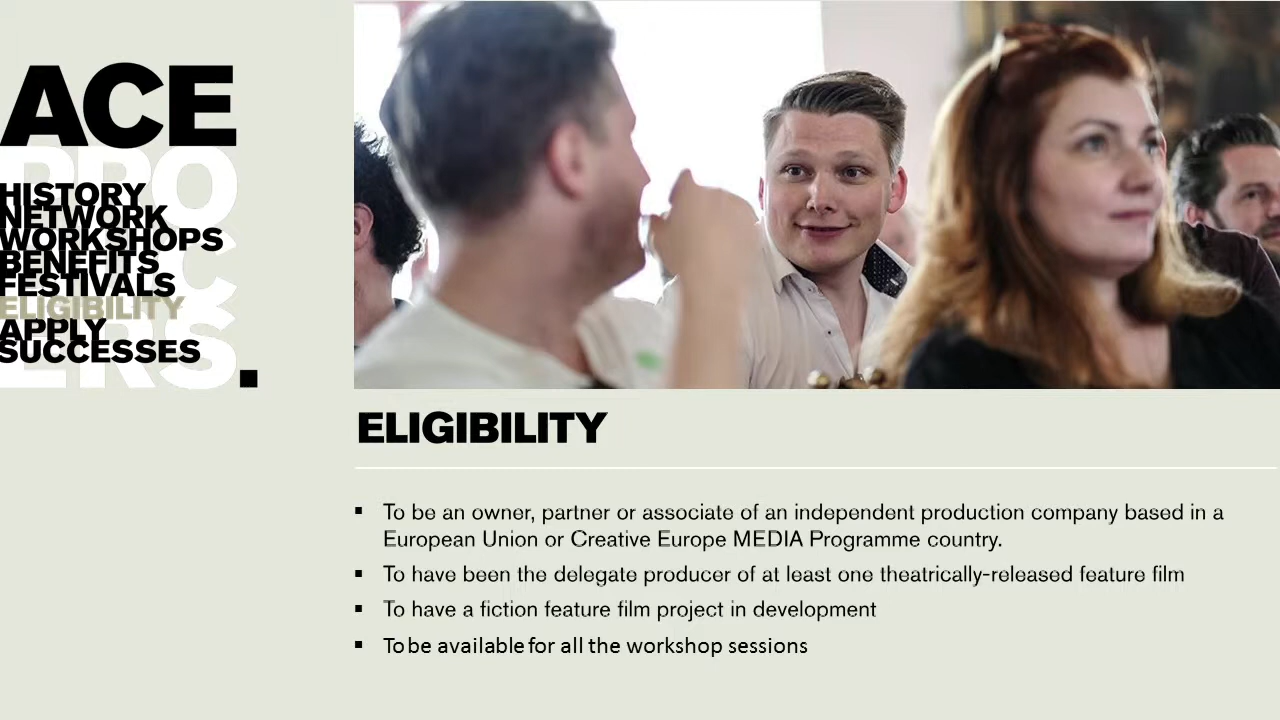 ACE
PRO
HISTORY
NETWORK
WORKSHOPS
BENEFITS
FESTIVALS
ELIGIBILITY
APPLY
SUCCESSES
ERS.
ELIGIBILITY
▪ To be an owner, partner or associate of an independent production company based in a
European Union or Creative Europe MEDIA Programme country.
▪ To have been the delegate producer of at least one theatrically-released feature film
▪ To have a fiction feature film project in development
▪ To be available for all the workshop sessions